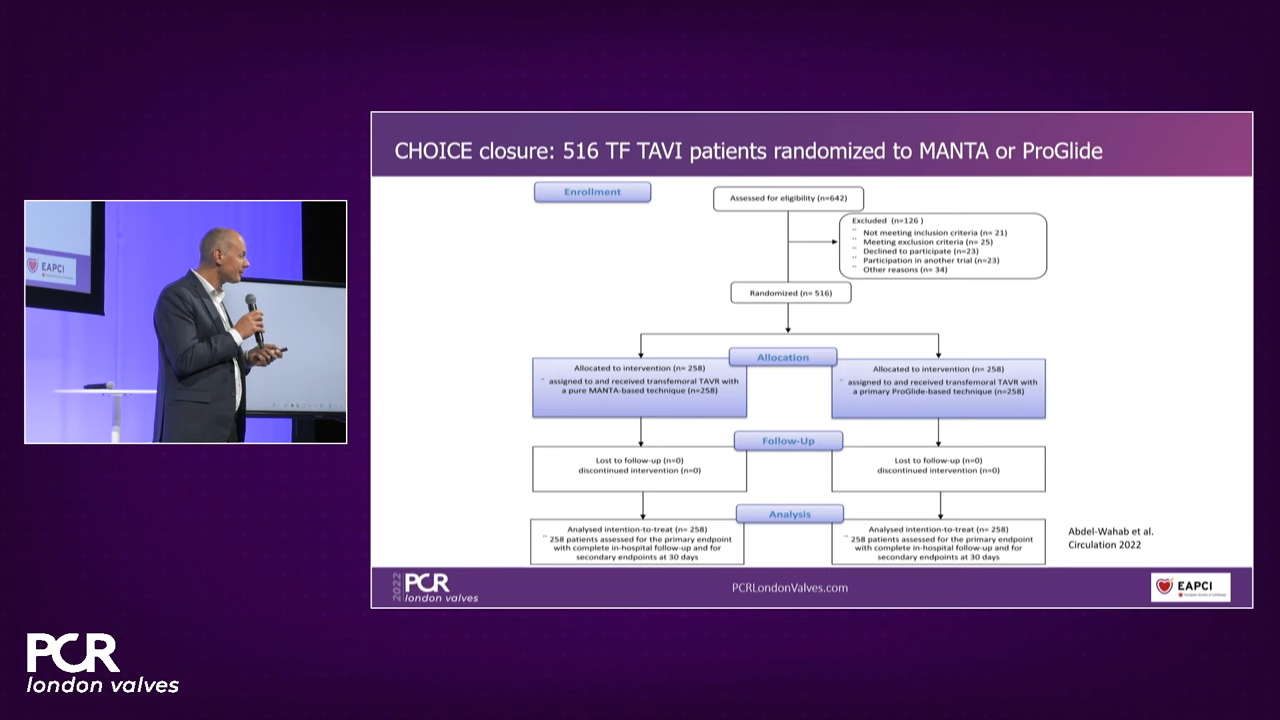 CHOICE closure: 516 TF TAVI patients randomized to MANTA or ProGlide
Enrollment
Assessed for eligibility (n=642)
Excluded (n=126 )
¨ Not meeting inclusion criteria (n= 21)
¨ Meeting exclusion criteria (n= 25)
¨ Declined to participate (n=23)
¨ Participation in another trial (n=23)
¨ Other reasons (n= 34)
Randomized (n= 516)
Allocation
Allocated to intervention (n= 258)
¨ assigned to and received transfemoral TAVR with
a pure MANTA-based technique (n=258)
Allocated to intervention (n= 258)
¨ assigned to and received transfemoral TAVR with
a primary ProGlide-based technique (n=258)
Follow-Up
Lost to follow-up (n=0)
discontinued intervention (n=0)
Lost to follow-up (n=0)
discontinued intervention (n=0)
Analysis
Analysed intention-to-treat (n= 258)
¨ 258 patients assessed for the primary endpoint
with complete in-hospital follow-up and for
secondary endpoints at 30 days
Analysed intention-to-treat (n= 258)
¨ 258 patients assessed for the primary endpoint
with complete in-hospital follow-up and for
secondary endpoints at 30 days
Abdel-Wahab et al.
Circulation 2022
2022
PCR
london valves
PCRLondonValves.com
EAPCI
EAPCI
PCR
london valves